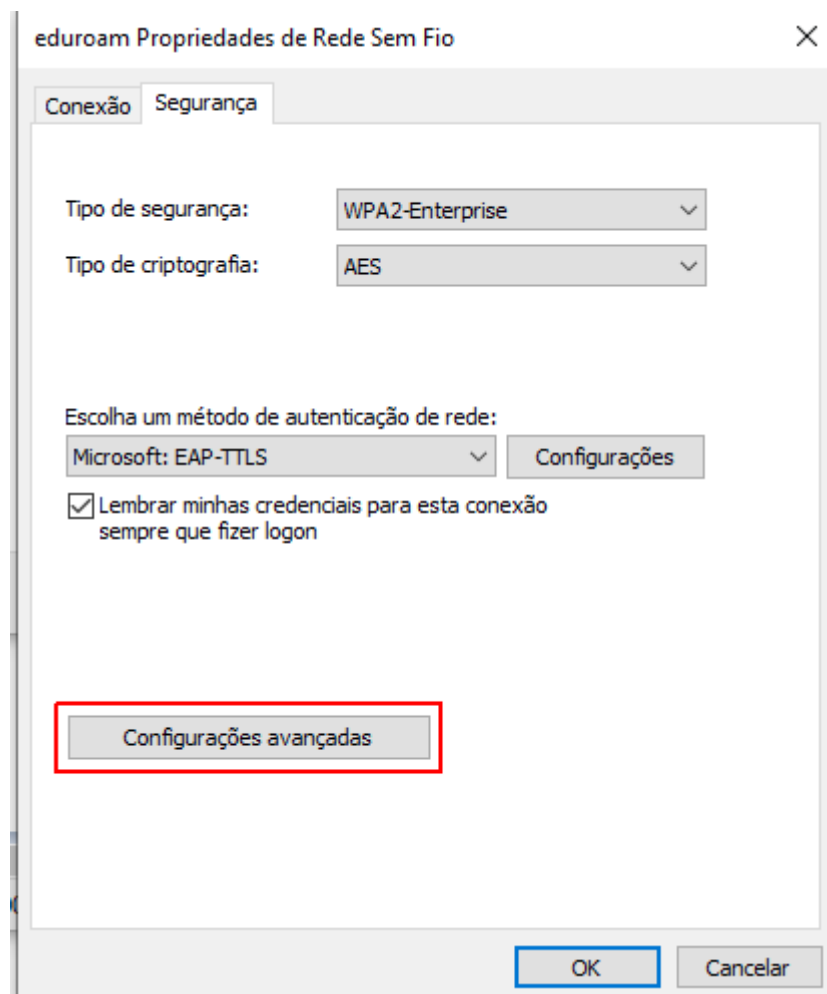 eduroam Propriedades de Rede Sem Fio
Conexão
Segurança
Tipo de segurança:
WPA2-Enterprise
Tipo de criptografia:
AES
Escolha um método de autenticação de rede:
Microsoft: EAP-TTLS
Configurações
Lembrar minhas credenciais para esta conexão
sempre que fizer logon
Configurações avançadas
OK
Cancelar